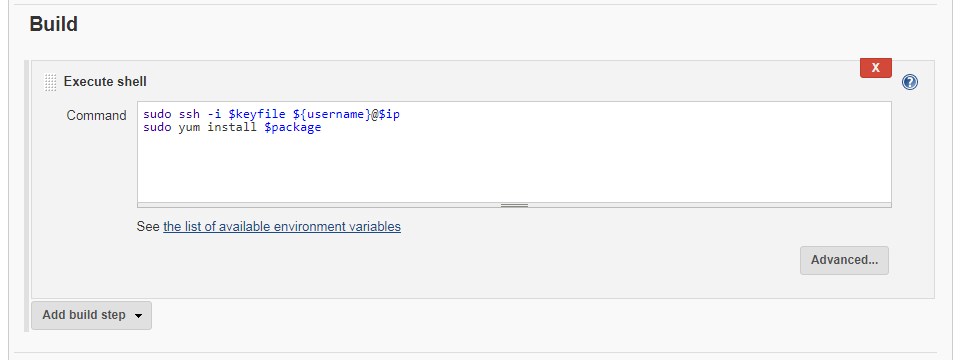 Build
Execute shell
X
?
Command
sudo ssh -i $keyfile ${username}@$ip
sudo yum install $package
See the list of available environment variables
Advanced...
Add build step